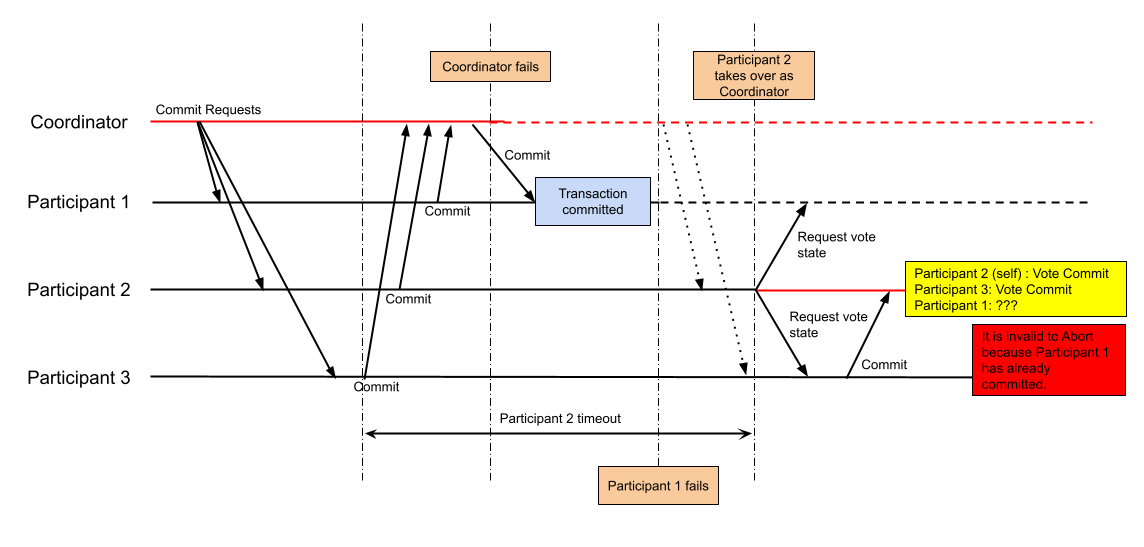 Coordinator fails
Participant 2
takes over as
Coordinator
Commit Requests
Coordinator
Commit
Participant 1
Transaction
committed
Commit
Request vote
state
Participant 2
Commit
Participant 2 (self) : Vote Commit
Participant 3: Vote Commit
Participant 1: ???
Request vote
state
It is invalid to Abort
because Participant 1
has already
committed.
Commit
Participant 3
Commit
Participant 2 timeout
Participant 1 fails